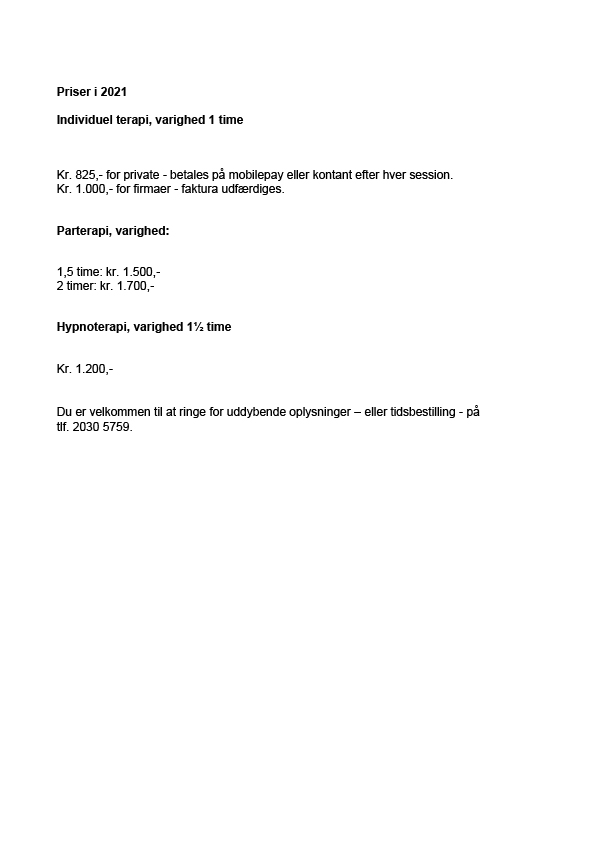 Priser i 2021
Individuel terapi, varighed 1 time
Kr. 825,- for private - betales på mobilepay eller kontant efter hver session.
Kr. 1.000,- for firmaer - faktura udfærdiges.
Parterapi, varighed:
1,5 time: kr. 1.500,-
2 timer: kr. 1.700,-
Hypnoterapi, varighed 1½ time
Kr. 1.200,-
Du er velkommen til at ringe for uddybende oplysninger – eller tidsbestilling - på
tlf. 2030 5759.